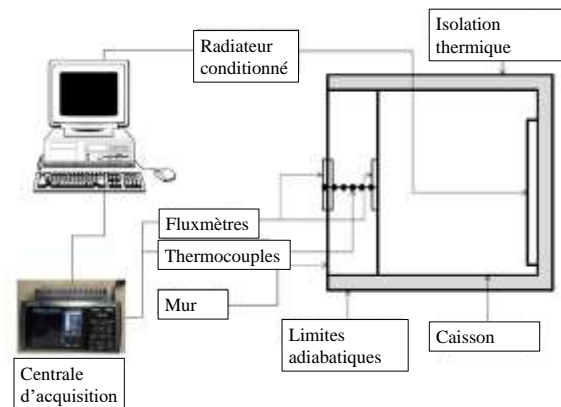 Radiateur
conditionné
Isolation
thermique
Fluxmètres
Thermocouples
Mur
Limites
adiabatiques
Caisson
Centrale
d'acquisition